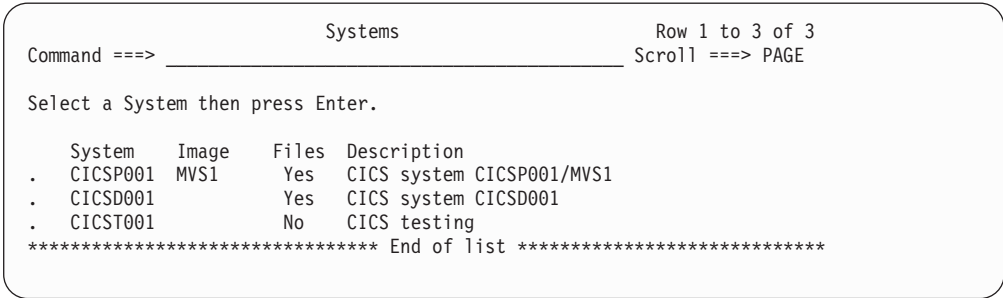 Systems Row 1 to 3 of 3
Command ===> ___________________________________________ Scroll ===> PAGE
Select a System then press Enter.
System Image Files Description
. CICSP001 MVS1 Yes CICS system CICSP001/MVS1
. CICSD001 Yes CICS system CICSD001
. CICST001 No CICS testing
********************************* End of list *****************************